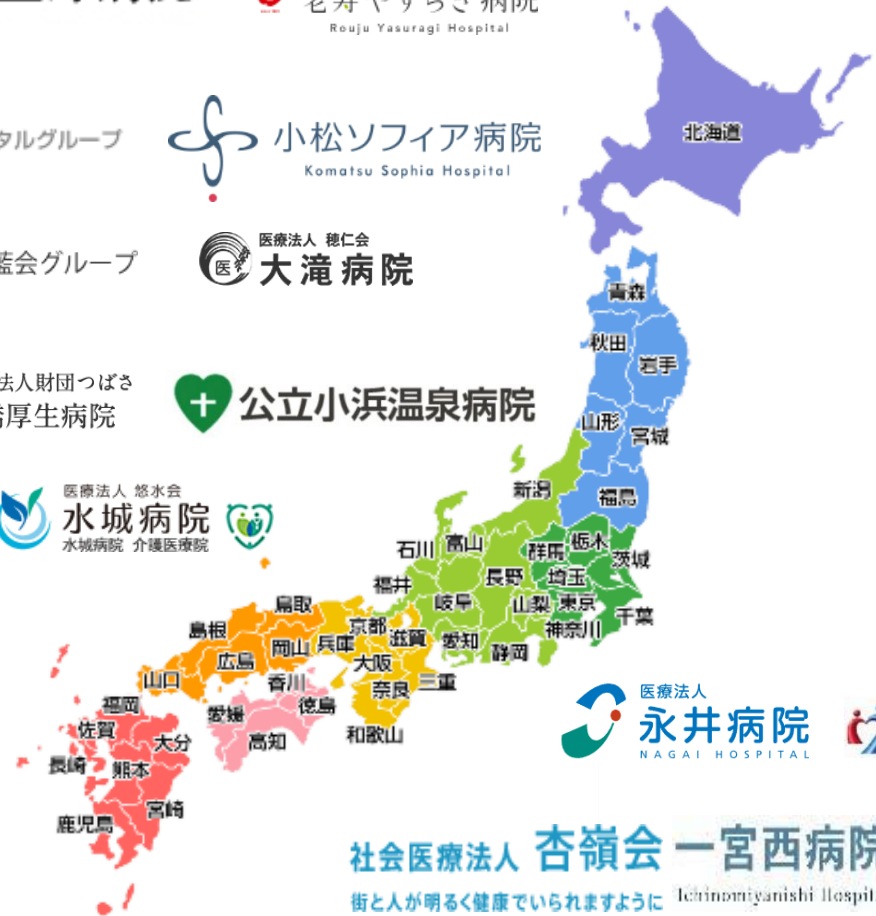 老寿やすらぎ病院
Rouju Yasuragi Hospital
タルグループ
小松ソフィア病院
Komatsu Sophia Hospital
藍会グループ
医療法人 穂仁会
大滝病院
医
法人財団つばさ
厚生病院
公立小浜温泉病院
医療法人 悠水会
水城病院
水城病院 介護医療院
北海道
青森
秋田
岩手
山形
宮城
新潟
福島
石川
富山
群馬
栃木
茨城
福井
長野
埼玉
岐阜
山梨
東京
千葉
神奈川
鳥取
島根
岡山
兵庫
京都
滋賀
愛知
静岡
広島
大阪
山口
香川
奈良
三重
福岡
愛媛
徳島
佐賀
和歌山
大分
高知
長崎
熊本
宮崎
鹿児島
医療法人
永井病院
NAGAI HOSPITAL
社会医療法人 杏嶺会 一宮西病院
街と人が明るく健康でいられますように
Ichinomiyanishi Hospit